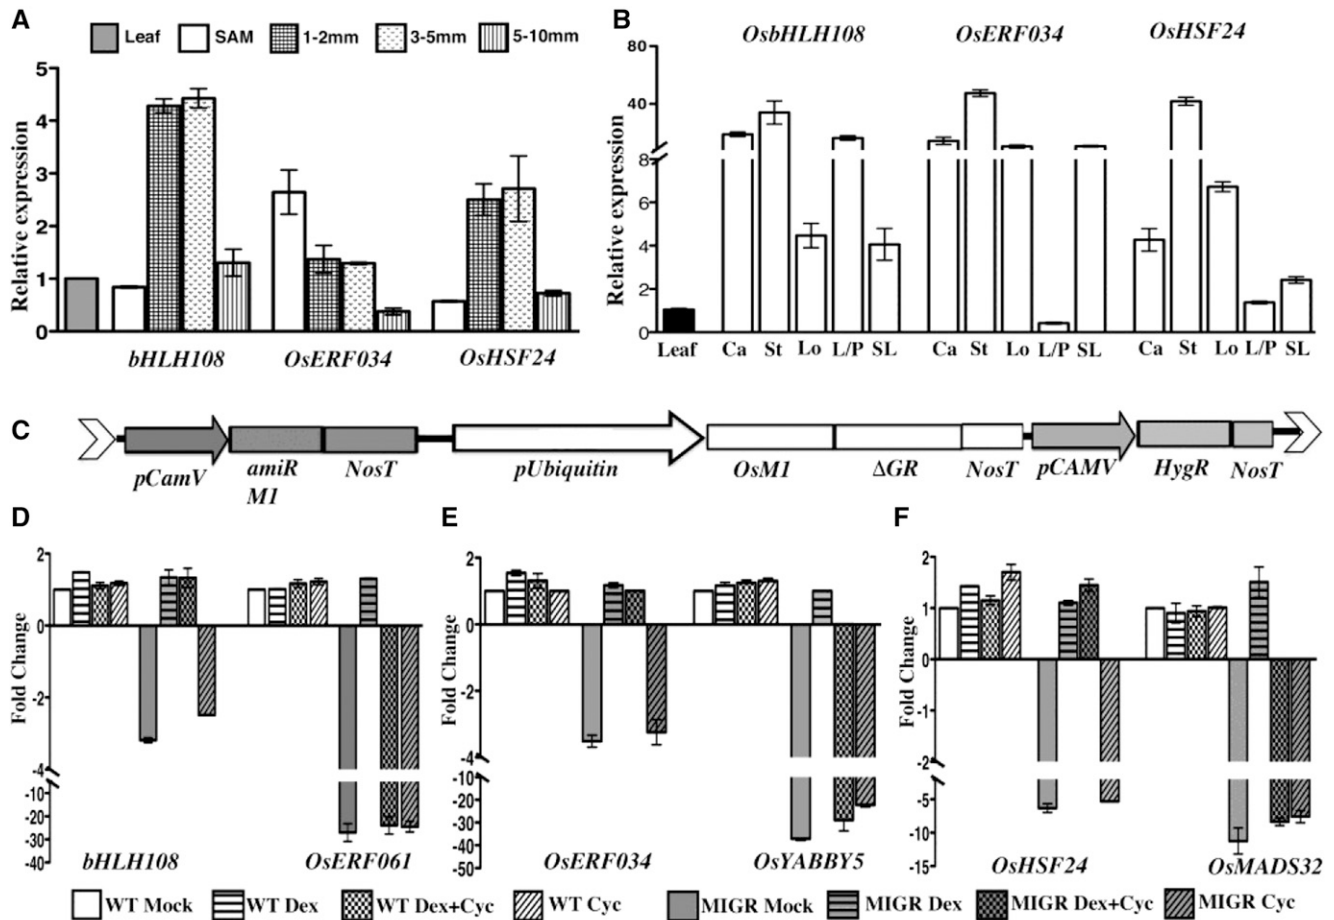 A
Leaf SAM 1-2mm 3-5mm 5-10mm
Relative expression
5
4
3
2
1
0
bHLH108 OsERF034 OsHSF24
B
OsbHLH108 OsERF034 OsHSF24
Relative expression
80
40
8
6
4
2
0
Leaf Ca St Lo L/P SL Ca St Lo L/P SL Ca St Lo L/P SL
C
pCamV amiR M1 NosT pUbiquitin OsM1 ΔGR NosT pCAMV HygR NosT
D
Fold Change
2
0
-2
-4
-10
-20
-30
-40
bHLH108 OsERF061
E
Fold Change
2
0
-2
-4
-10
-20
-30
-40
-50
OsERF034 OsYABBY5
F
Fold Change
2
1
0
-1
-2
-5
-10
-15
OsHSF24 OsMADS32
WT Mock WT Dex WT Dex+Cyc WT Cyc MIGR Mock MIGR Dex MIGR Dex+Cyc MIGR Cyc